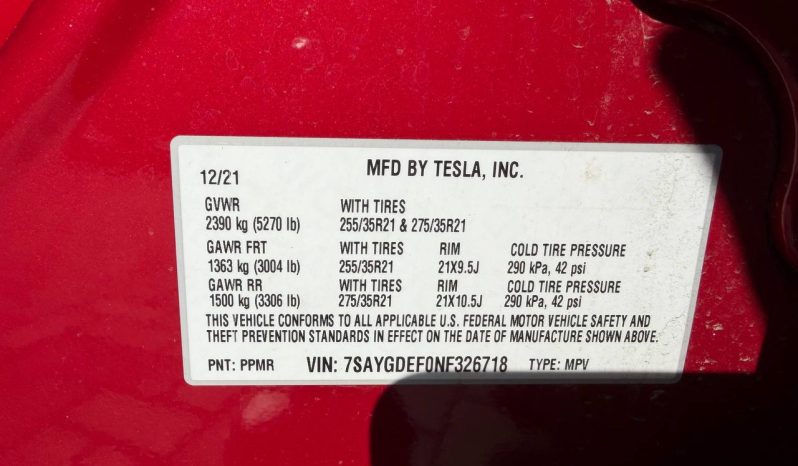 MFD BY TESLA, INC.
12/21
GVWR WITH TIRES
2390 kg (5270 lb) 255/35R21 & 275/35R21
GAWR FRT WITH TIRES RIM COLD TIRE PRESSURE
1363 kg (3004 lb) 255/35R21 21X9.5J 290 kPa, 42 psi
GAWR RR WITH TIRES RIM COLD TIRE PRESSURE
1500 kg (3306 lb) 275/35R21 21X10.5J 290 kPa, 42 psi
THIS VEHICLE CONFORMS TO ALL APPLICABLE U.S. FEDERAL MOTOR VEHICLE SAFETY AND
THEFT PREVENTION STANDARDS IN EFFECT ON THE DATE OF MANUFACTURE SHOWN ABOVE.
PNT: PPMR VIN: 7SAYGDEF0NF326718 TYPE: MPV